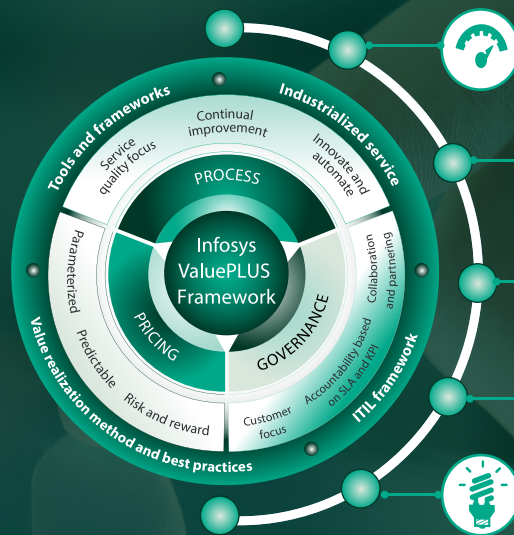 Tools and frameworks
Industrialized service
Service
quality focus
Continual
improvement
Innovate and
automate
PROCESS
Infosys
ValuePLUS
Framework
PRICING
GOVERNANCE
Parameterized
Predictable
Risk and reward
Collaboration
and partnering
Accountability based
on SLA and KPI
Customer
focus
Value realization method and best practices
ITIL framework